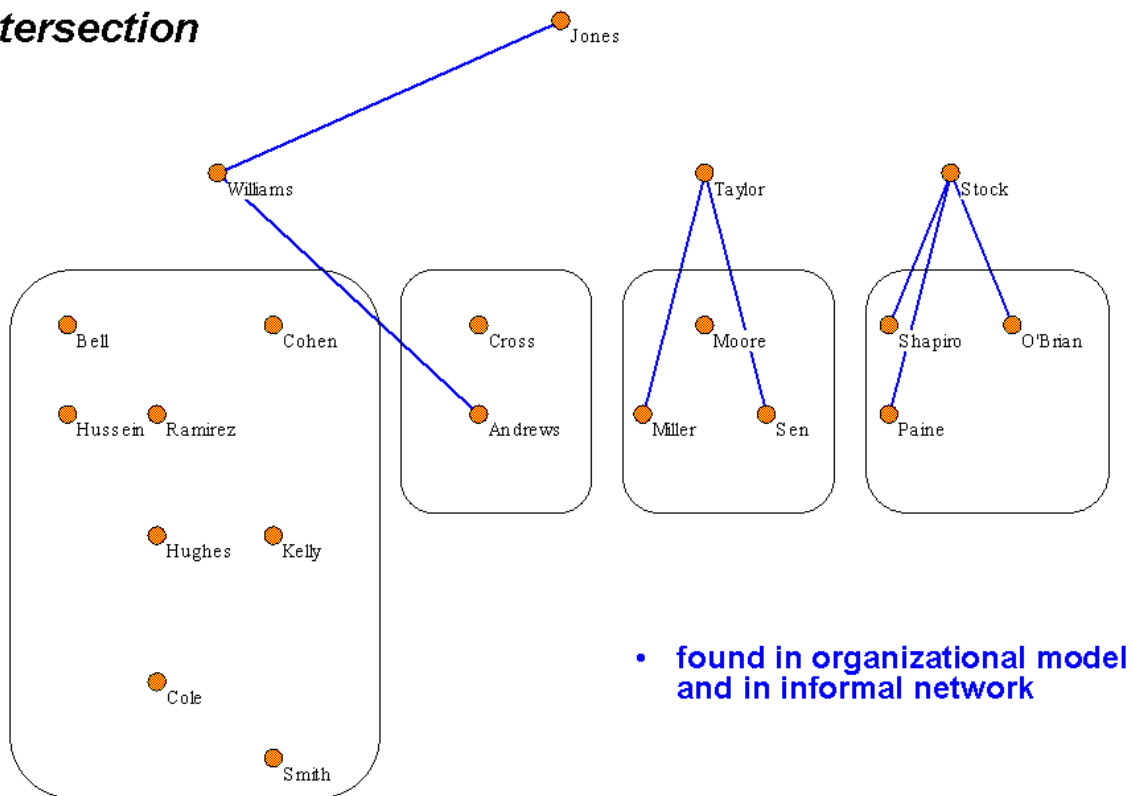 tersection
Jones
Williams
Taylor
Stock
Bell
Cohen
Cross
Moore
Shapiro
O'Brian
Hussein
Ramirez
Andrews
Miller
Sen
Paine
Hughes
Kelly
• found in organizational model
and in informal network
Cole
Smith